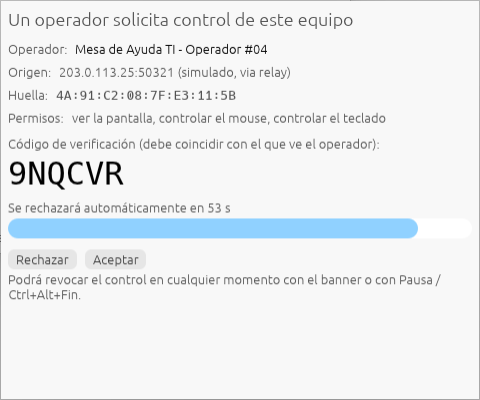 Un operador solicita control de este equipo
Operador: Mesa de Ayuda TI - Operador #04
Origen: 203.0.113.25:50321 (simulado, via relay)
Huella: 4A:91:C2:08:7F:E3:11:5B
Permisos: ver la pantalla, controlar el mouse, controlar el teclado
Código de verificación (debe coincidir con el que ve el operador):
9NQCVR
Se rechazará automáticamente en 53 s
Rechazar Aceptar
Podrá revocar el control en cualquier momento con el banner o con Pausa /
Ctrl+Alt+Fin.